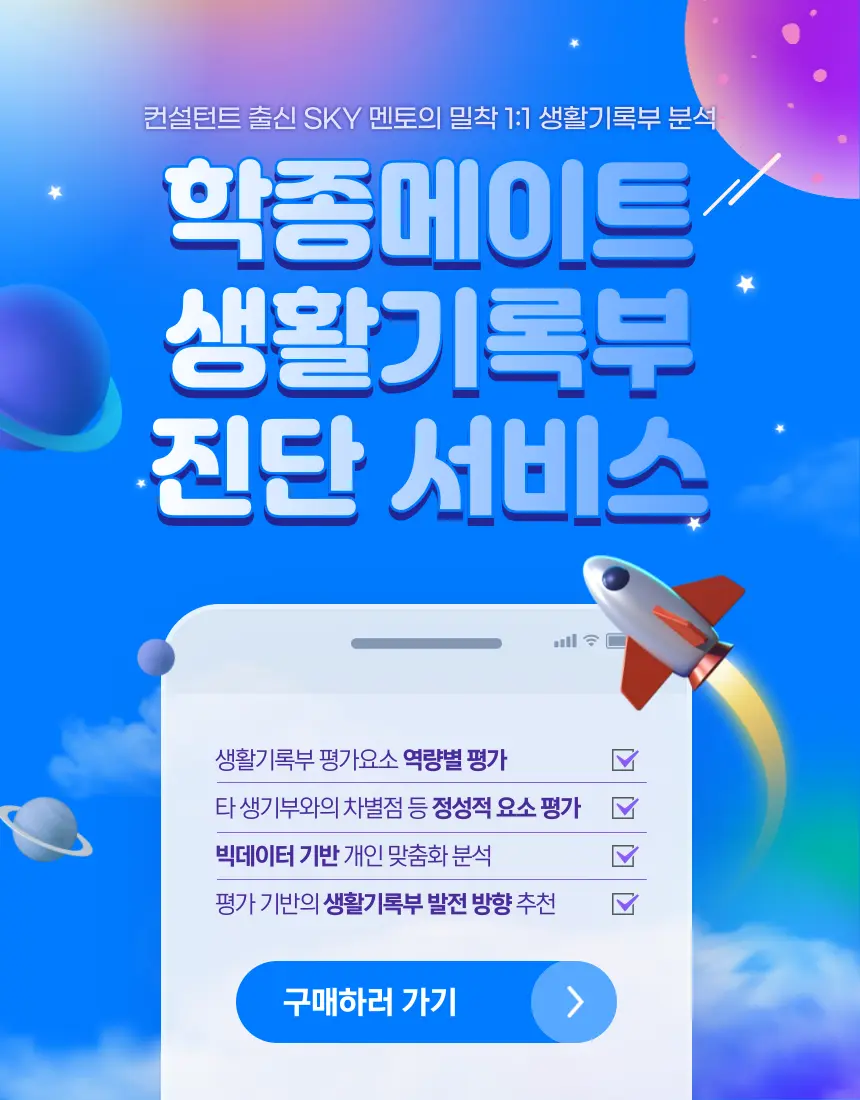 컨설턴트 출신 SKY 멘토의 밀착 1:1 생활기록부 분석
학종메이트
생활기록부
진단 서비스
생활기록부 평가요소 역량별 평가
타 생기부와의 차별점 등 정성적 요소 평가
빅데이터 기반 개인 맞춤화 분석
평가 기반의 생활기록부 발전 방향 추천
구매하러 가기